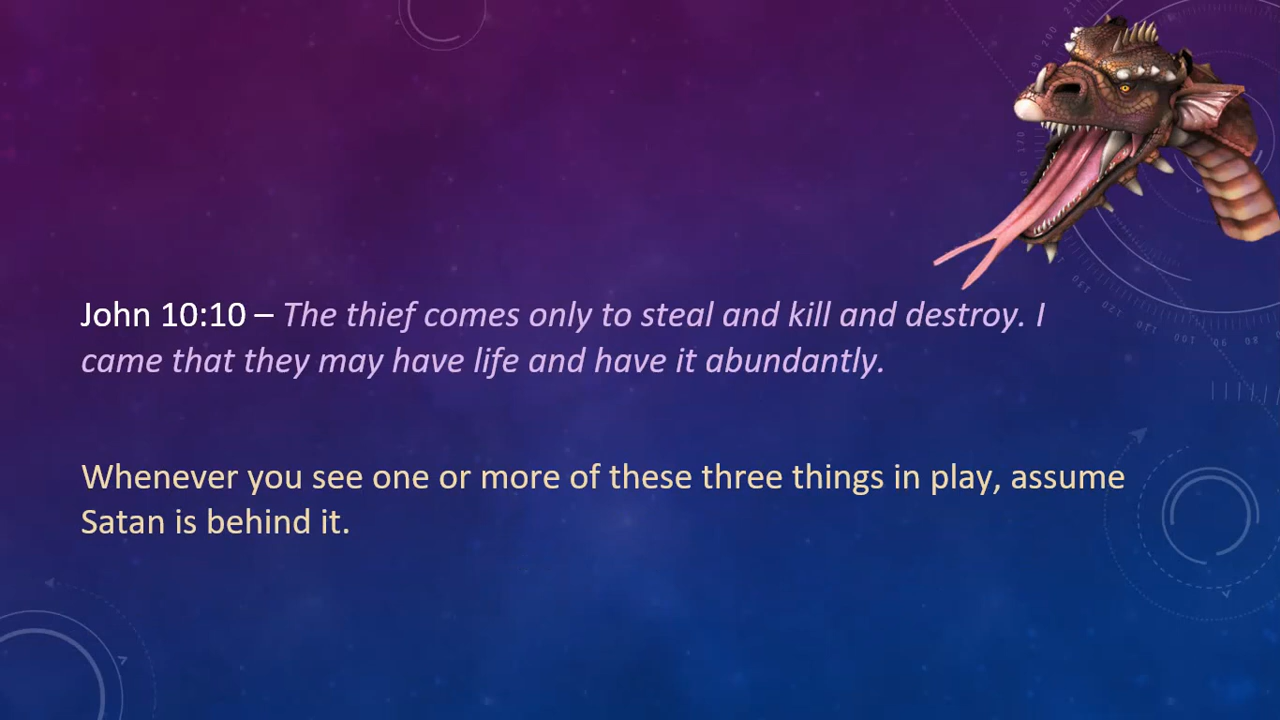 John 10:10 – The thief comes only to steal and kill and destroy. I
came that they may have life and have it abundantly.
Whenever you see one or more of these three things in play, assume
Satan is behind it.